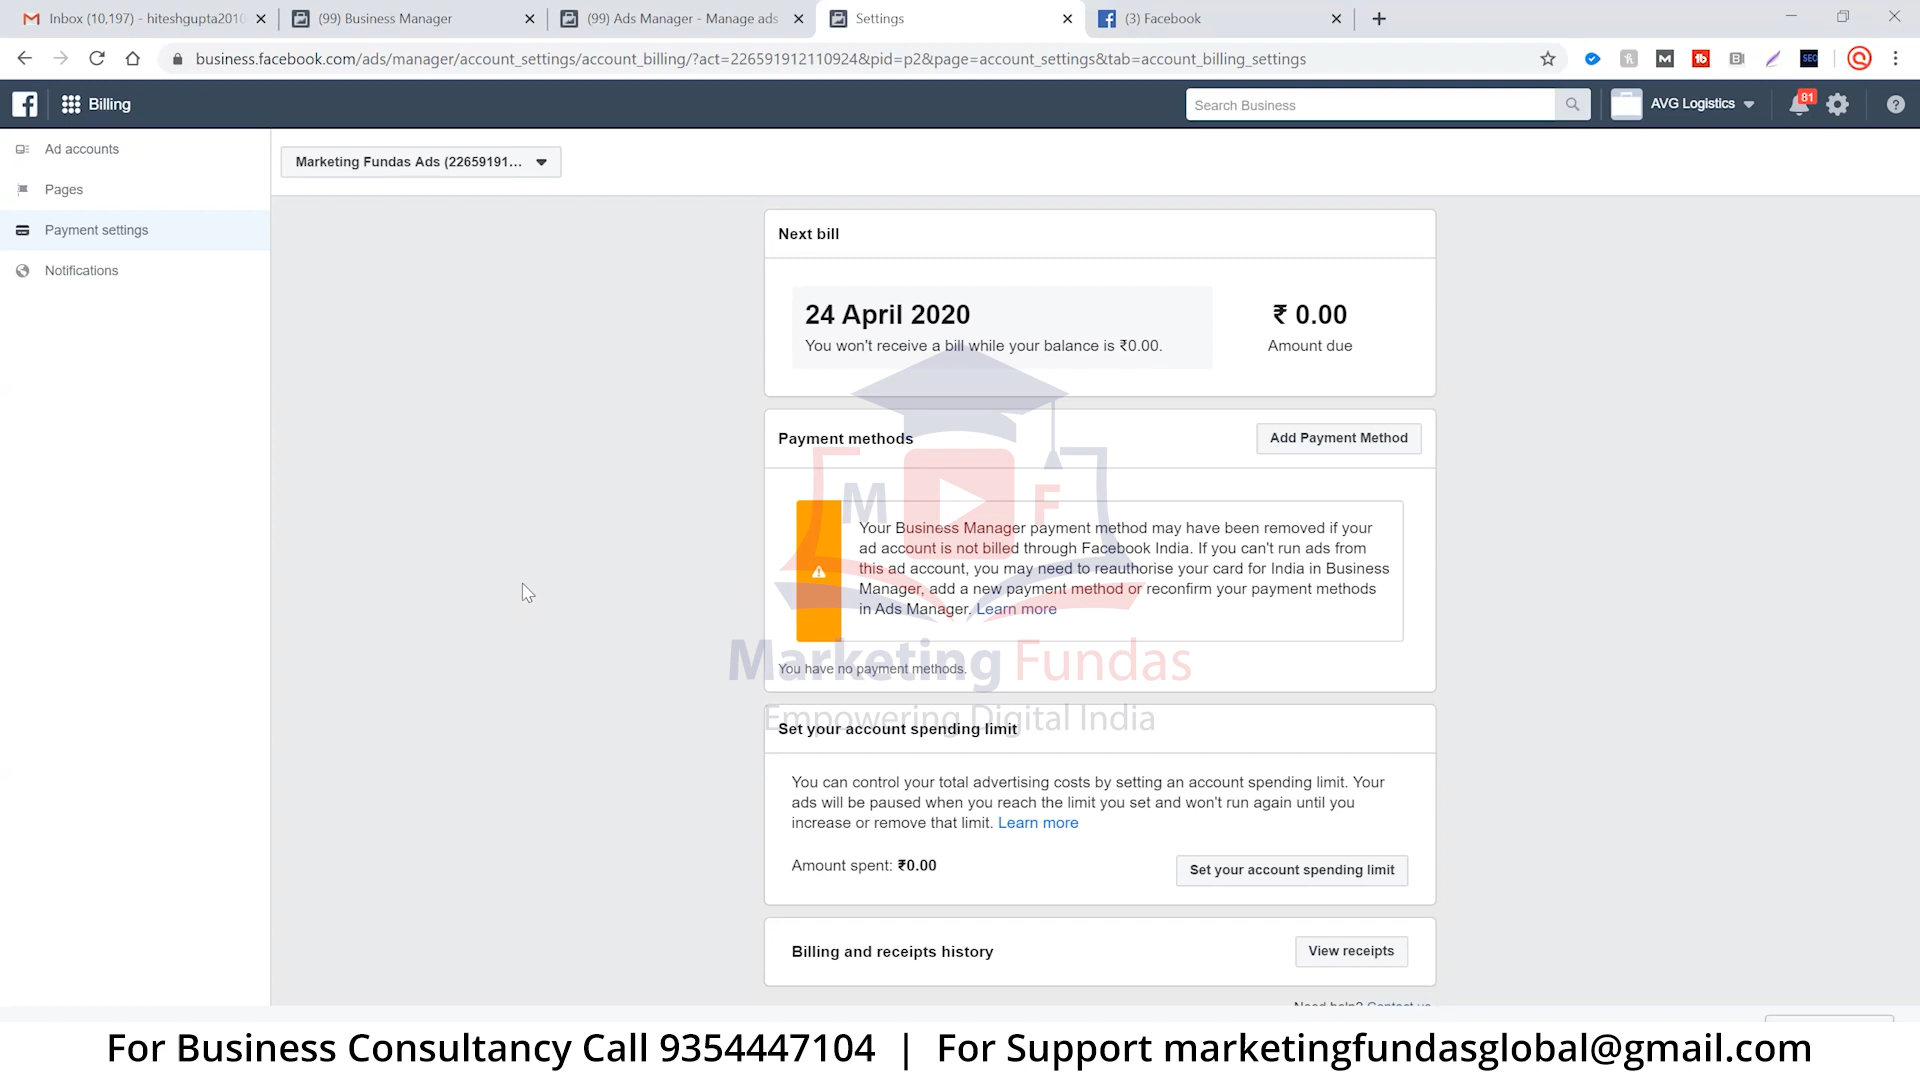 Inbox (10,197) - hiteshgupta2010
(99) Business Manager
(99) Ads Manager - Manage ads
Settings
(3) Facebook
business.facebook.com/ads/manager/account_settings/account_billing/?act=226591912110924&pid=p2&page=account_settings&tab=account_billing_settings
Billing
Search Business
AVG Logistics
81
Ad accounts
Pages
Payment settings
Notifications
Marketing Fundas Ads (22659191...
Next bill
24 April 2020
You won't receive a bill while your balance is ₹0.00.
₹ 0.00
Amount due
Payment methods
Add Payment Method
M F
Your Business Manager payment method may have been removed if your
ad account is not billed through Facebook India. If you can't run ads from
this ad account, you may need to reauthorise your card for India in Business
Manager, add a new payment method or reconfirm your payment methods
in Ads Manager. Learn more
Marketing Fundas
You have no payment methods.
Empowering Digital India
Set your account spending limit
You can control your total advertising costs by setting an account spending limit. Your
ads will be paused when you reach the limit you set and won't run again until you
increase or remove that limit. Learn more
Amount spent: ₹0.00
Set your account spending limit
Billing and receipts history
View receipts
Need help? Contact us
For Business Consultancy Call 9354447104 | For Support marketingfundasglobal@gmail.com